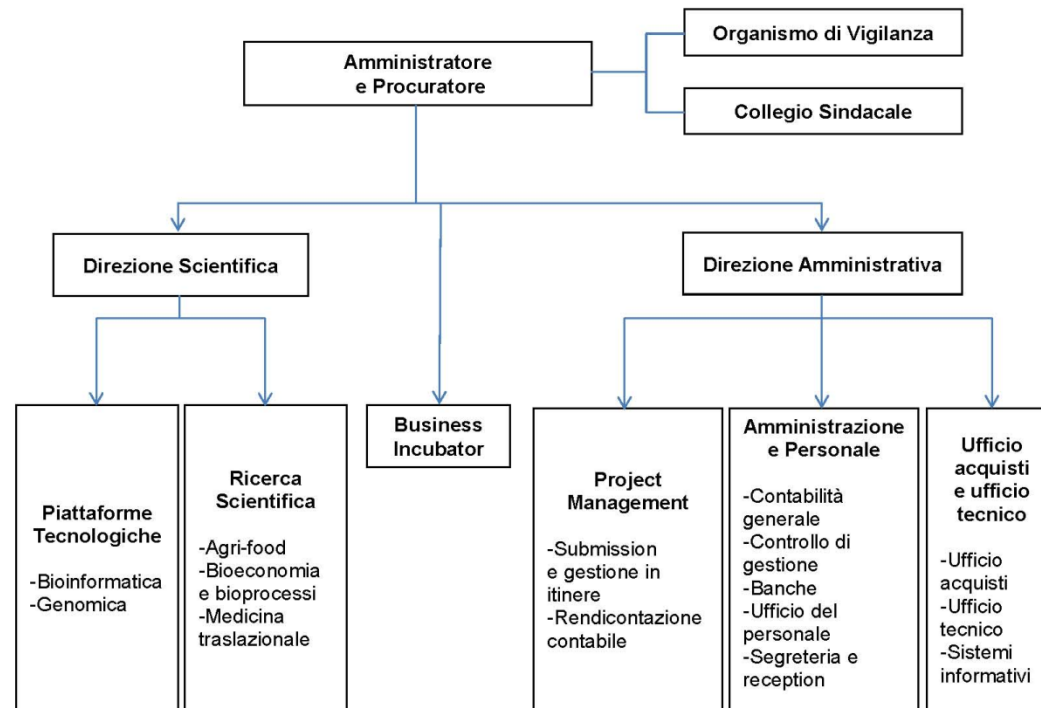 Organismo di Vigilanza
Amministratore
e Procuratore
Collegio Sindacale
Direzione Scientifica
Direzione Amministrativa
Piattaforme
Tecnologiche
-Bioinformatica
-Genomica
Ricerca
Scientifica
-Agri-food
-Bioeconomia
e bioprocessi
-Medicina
traslazionale
Business
Incubator
Project
Management
-Submission
e gestione in
itinere
-Rendicontazione
contabile
Amministrazione
e Personale
-Contabilità
generale
-Controllo di
gestione
-Banche
-Ufficio del
personale
-Segreteria e
reception
Ufficio
acquisti
e ufficio
tecnico
-Ufficio
acquisti
-Ufficio
tecnico
-Sistemi
informativi